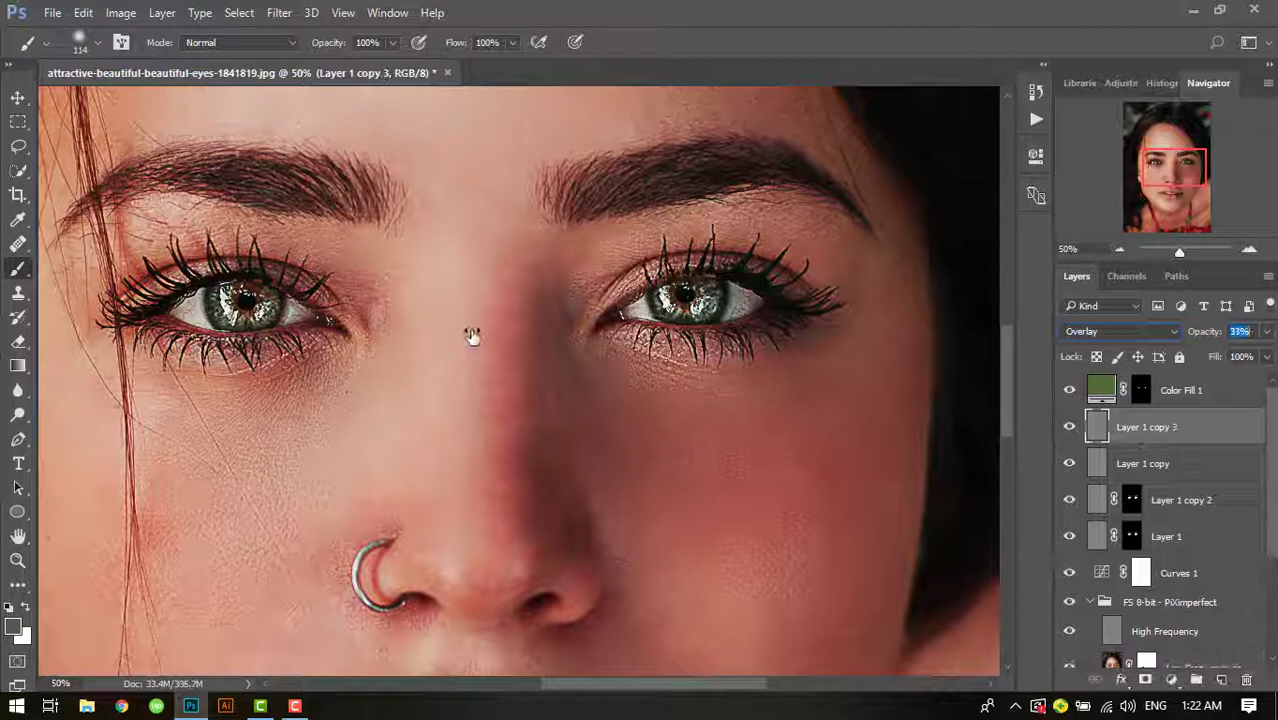 Ps File Edit Image Layer Type Select Filter 3D View Window Help
114 Mode: Normal Opacity: 100% Flow: 100%
attractive-beautiful-beautiful-eyes-1841819.jpg @ 50% (Layer 1 copy 3, RGB/8) * ×
Librarie Adjustm Histogr Navigator
50%
Layers Channels Paths
Kind
Overlay Opacity: 33%
Lock: Fill: 100%
Color Fill 1
Layer 1 copy 3
Layer 1 copy
Layer 1 copy 2
Layer 1
Curves 1
FS 8-bit - PiXimperfect
High Frequency
50% Doc: 33.4M/335.2M
Ps Ai ENG 1:22 AM